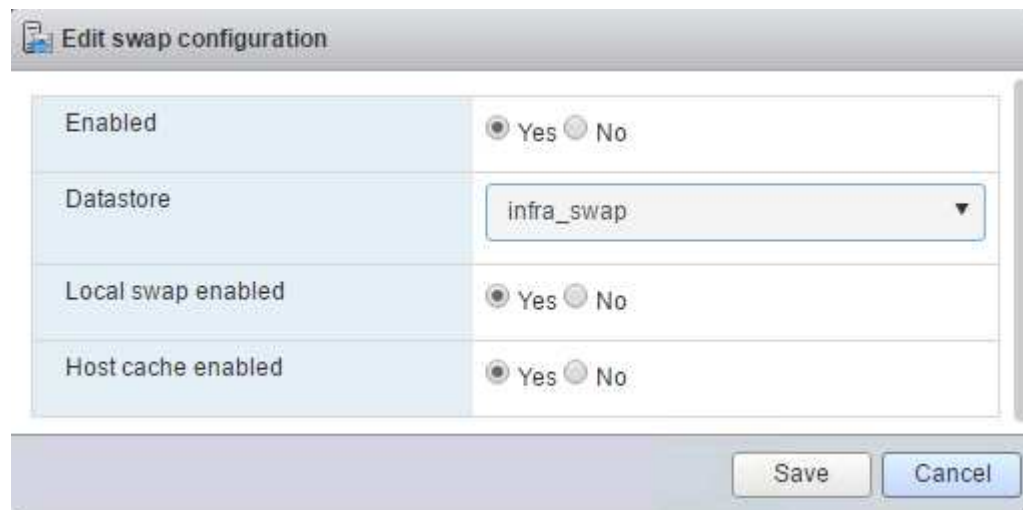 Edit swap configuration
Enabled Yes No
Datastore infra_swap
Local swap enabled Yes No
Host cache enabled Yes No
Save Cancel